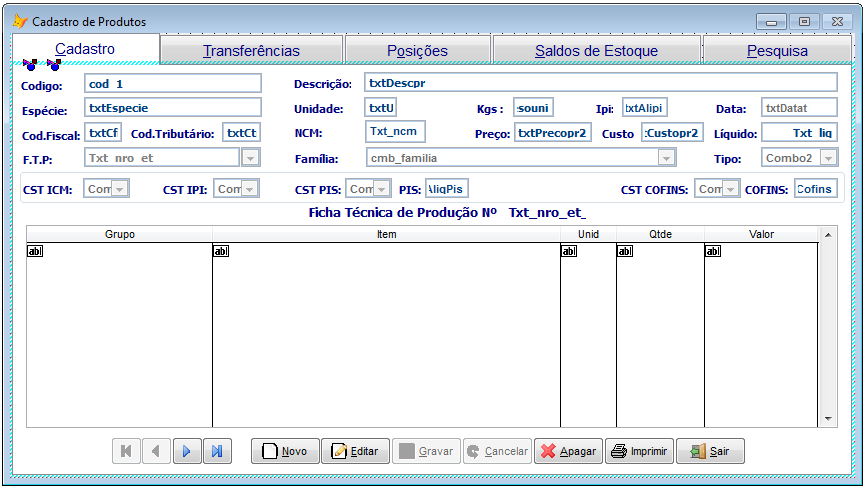 Cadastro de Produtos
Cadastro Transferências Posições Saldos de Estoque Pesquisa
Codigo: cod_1 Descrição: txtDescpr
Espécie: txtEspecie Unidade: txtU Kgs : :souni Ipi: txtAlipi Data: txtDatat
Cod.Fiscal: txtCf Cod.Tributário: txtCt NCM: Txt_ncm Preço: txtPrecopr2 Custo :Custopr2 Líquido: Txt_liq
F.T.P: Txt_nro_et_ Família: cmb_familia Tipo: Combo2
CST ICM: Com CST IPI: Com CST PIS: Com PIS: AliqPis CST COFINS: Com COFINS: Cofins
Ficha Técnica de Produção Nº Txt_nro_et_
Grupo Item Unid Qtde Valor
abl abl abl abl abl
Novo Editar Gravar Cancelar Apagar Imprimir Sair